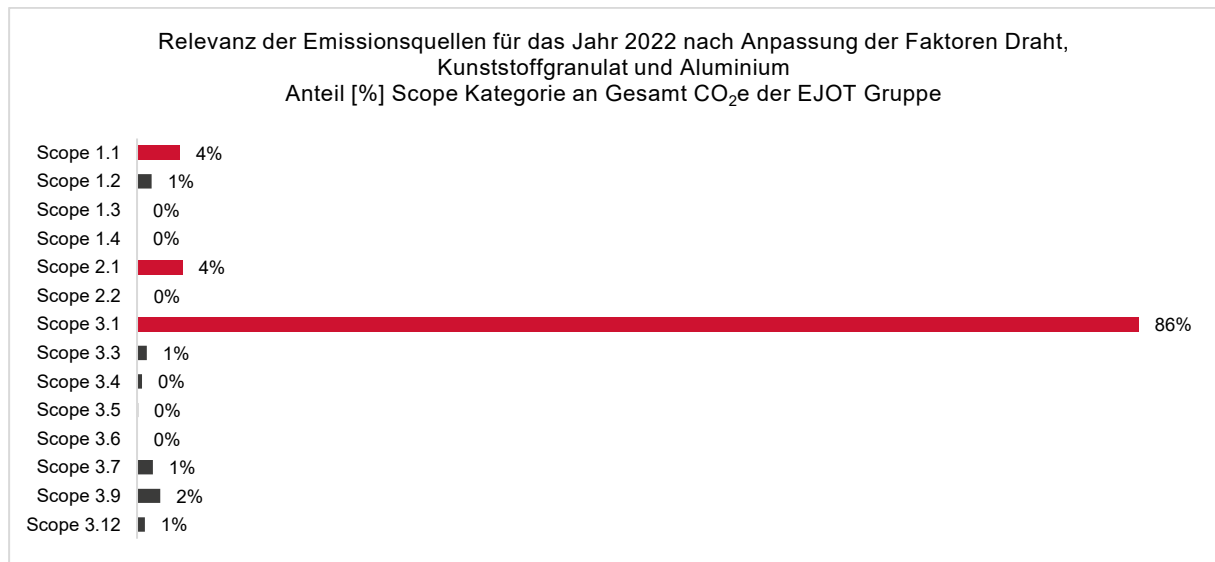 Relevanz der Emissionsquellen für das Jahr 2022 nach Anpassung der Faktoren Draht,
Kunststoffgranulat und Aluminium
Anteil [%] Scope Kategorie an Gesamt CO₂e der EJOT Gruppe
Scope 1.1 4%
Scope 1.2 1%
Scope 1.3 0%
Scope 1.4 0%
Scope 2.1 4%
Scope 2.2 0%
Scope 3.1 86%
Scope 3.3 1%
Scope 3.4 0%
Scope 3.5 0%
Scope 3.6 0%
Scope 3.7 1%
Scope 3.9 2%
Scope 3.12 1%